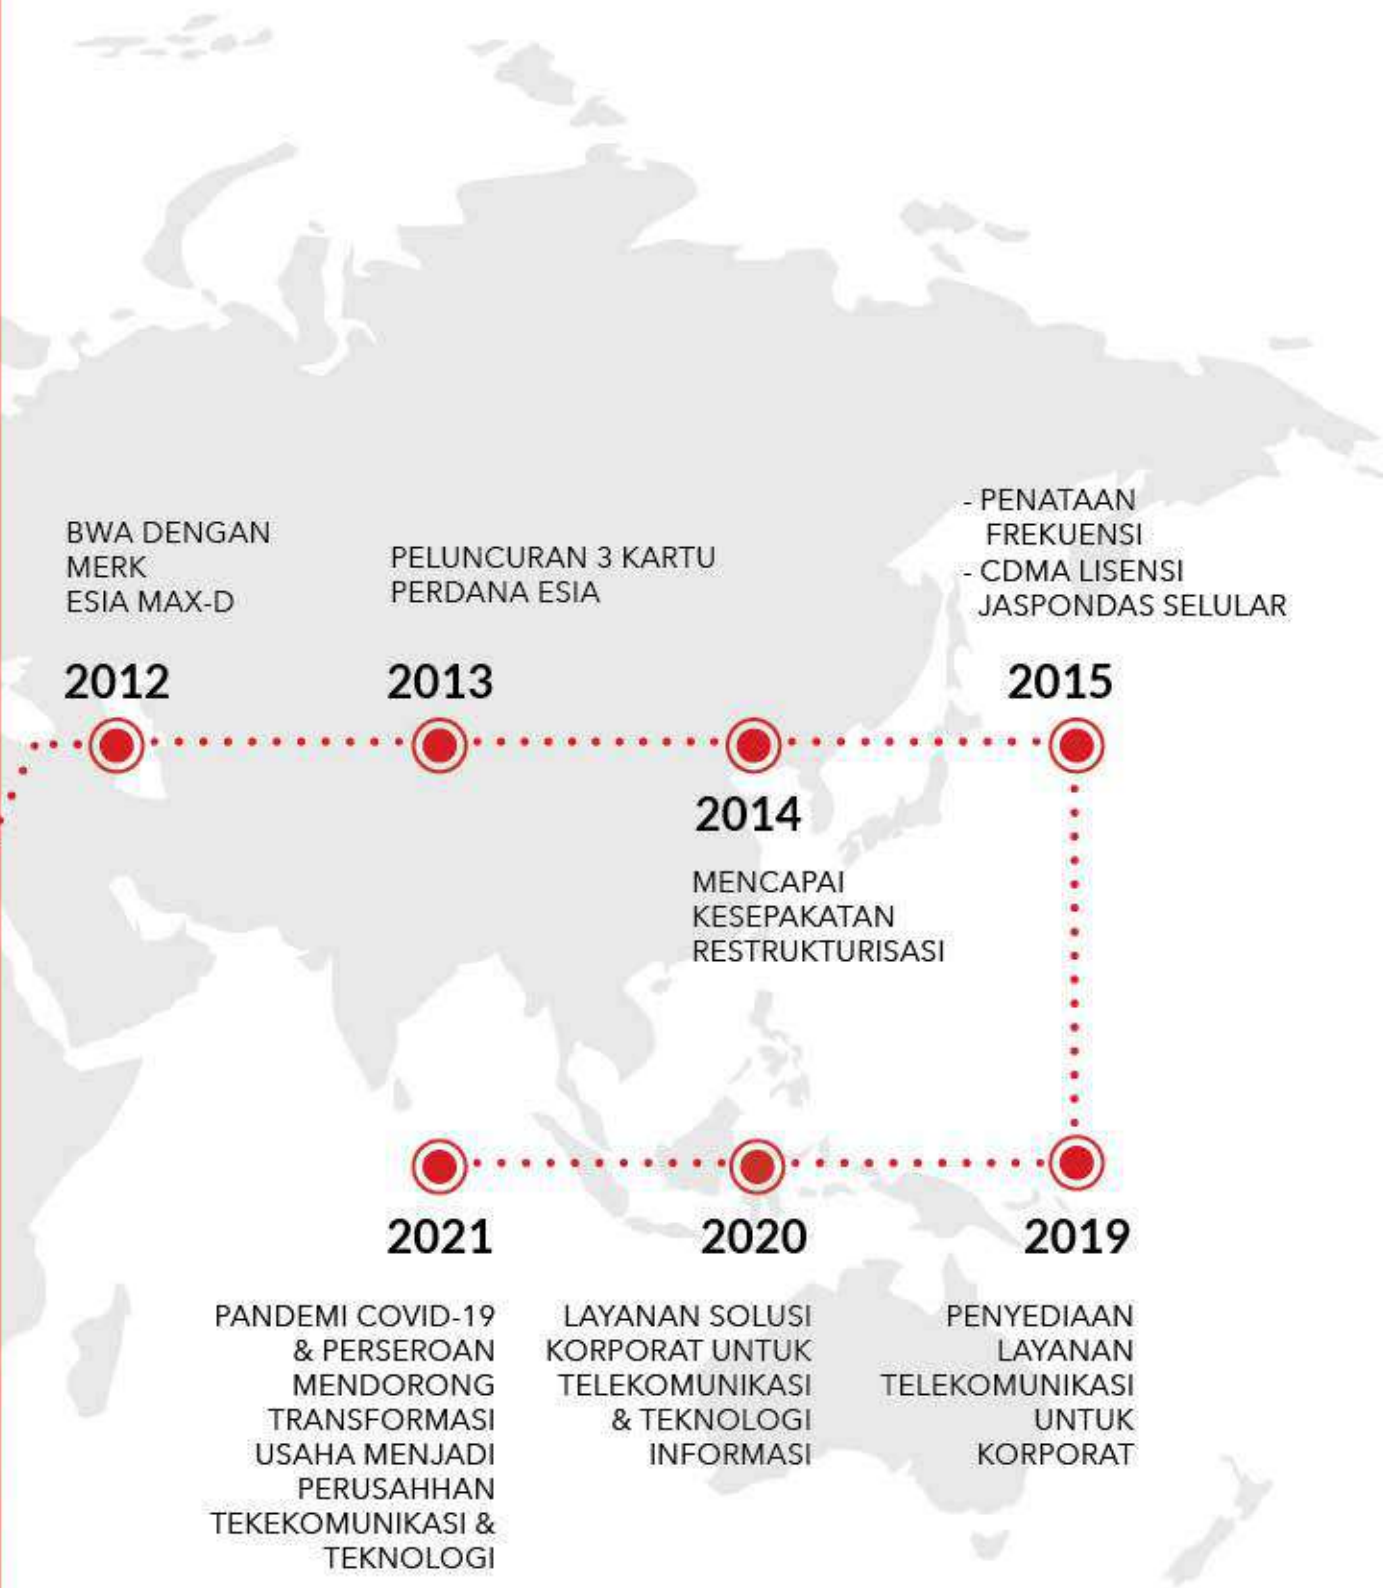 BWA DENGAN
MERK
ESIA MAX-D
2012
PELUNCURAN 3 KARTU
PERDANA ESIA
2013
2014
MENCAPAI
KESEPAKATAN
RESTRUKTURISASI
- PENATAAN
FREKUENSI
- CDMA LISENSI
JASPONDAS SELULAR
2015
2019
PENYEDIAAN
LAYANAN
TELEKOMUNIKASI
UNTUK
KORPORAT
2020
LAYANAN SOLUSI
KORPORAT UNTUK
TELEKOMUNIKASI
& TEKNOLOGI
INFORMASI
2021
PANDEMI COVID-19
& PERSEROAN
MENDORONG
TRANSFORMASI
USAHA MENJADI
PERUSAHHAN
TEKEKOMUNIKASI &
TEKNOLOGI